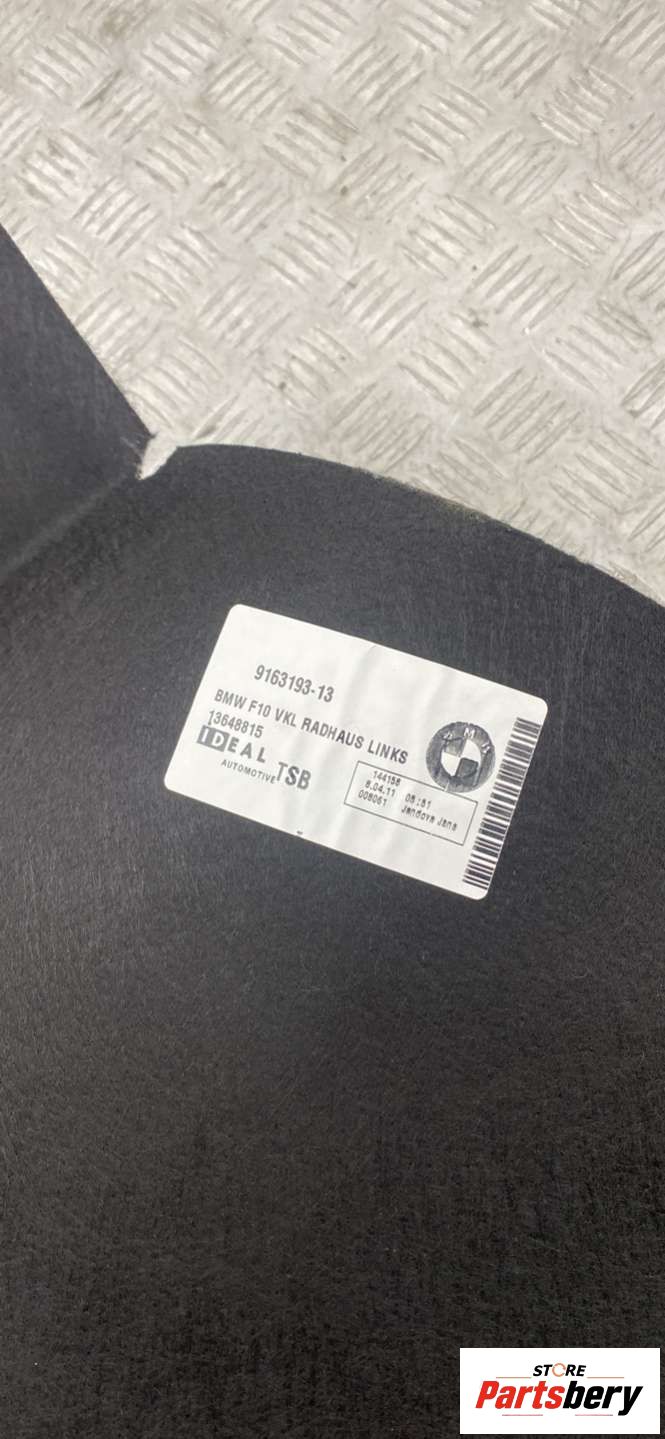 9163193-13
BMW F10 VKL RADHAUS LINKS
13648815
IDEAL TSB
AUTOMOTIVE
144158
8.04.11 08:51
008061 Jandova Jana
BMW
STORE
Partsbery